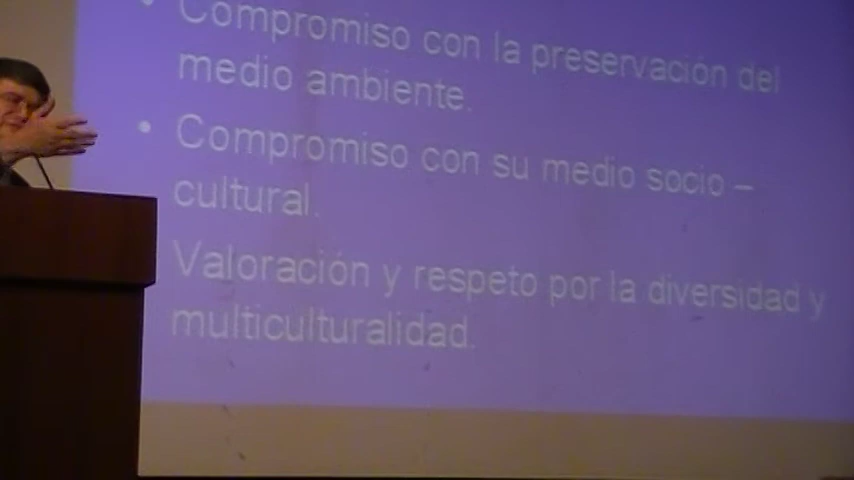 • Compromiso con la preservación del
medio ambiente.
• Compromiso con su medio socio –
cultural.
Valoración y respeto por la diversidad y
multiculturalidad.